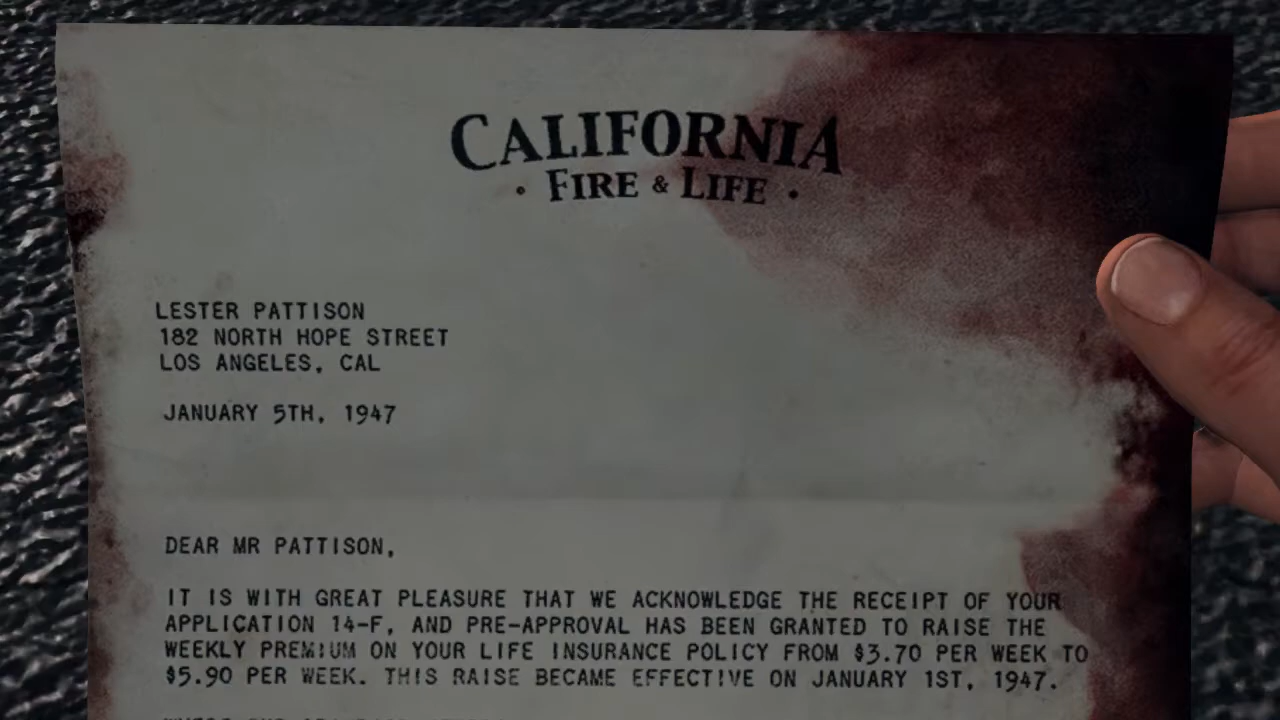 CALIFORNIA
· FIRE & LIFE ·
LESTER PATTISON
182 NORTH HOPE STREET
LOS ANGELES, CAL
JANUARY 5TH, 1947
DEAR MR PATTISON,
IT IS WITH GREAT PLEASURE THAT WE ACKNOWLEDGE THE RECEIPT OF YOUR
APPLICATION 14-F, AND PRE-APPROVAL HAS BEEN GRANTED TO RAISE THE
WEEKLY PREMIUM ON YOUR LIFE INSURANCE POLICY FROM $3.70 PER WEEK TO
$5.90 PER WEEK. THIS RAISE BECAME EFFECTIVE ON JANUARY 1ST, 1947.